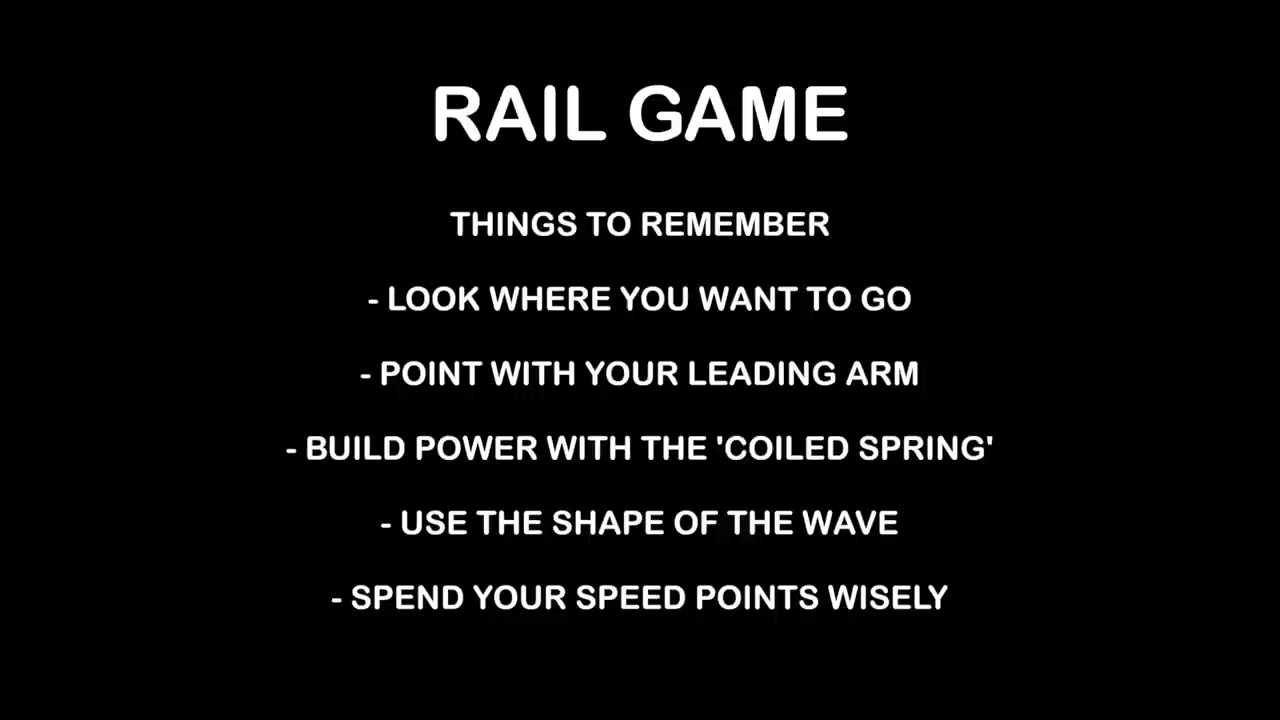 RAIL GAME
THINGS TO REMEMBER
- LOOK WHERE YOU WANT TO GO
- POINT WITH YOUR LEADING ARM
- BUILD POWER WITH THE 'COILED SPRING'
- USE THE SHAPE OF THE WAVE
- SPEND YOUR SPEED POINTS WISELY